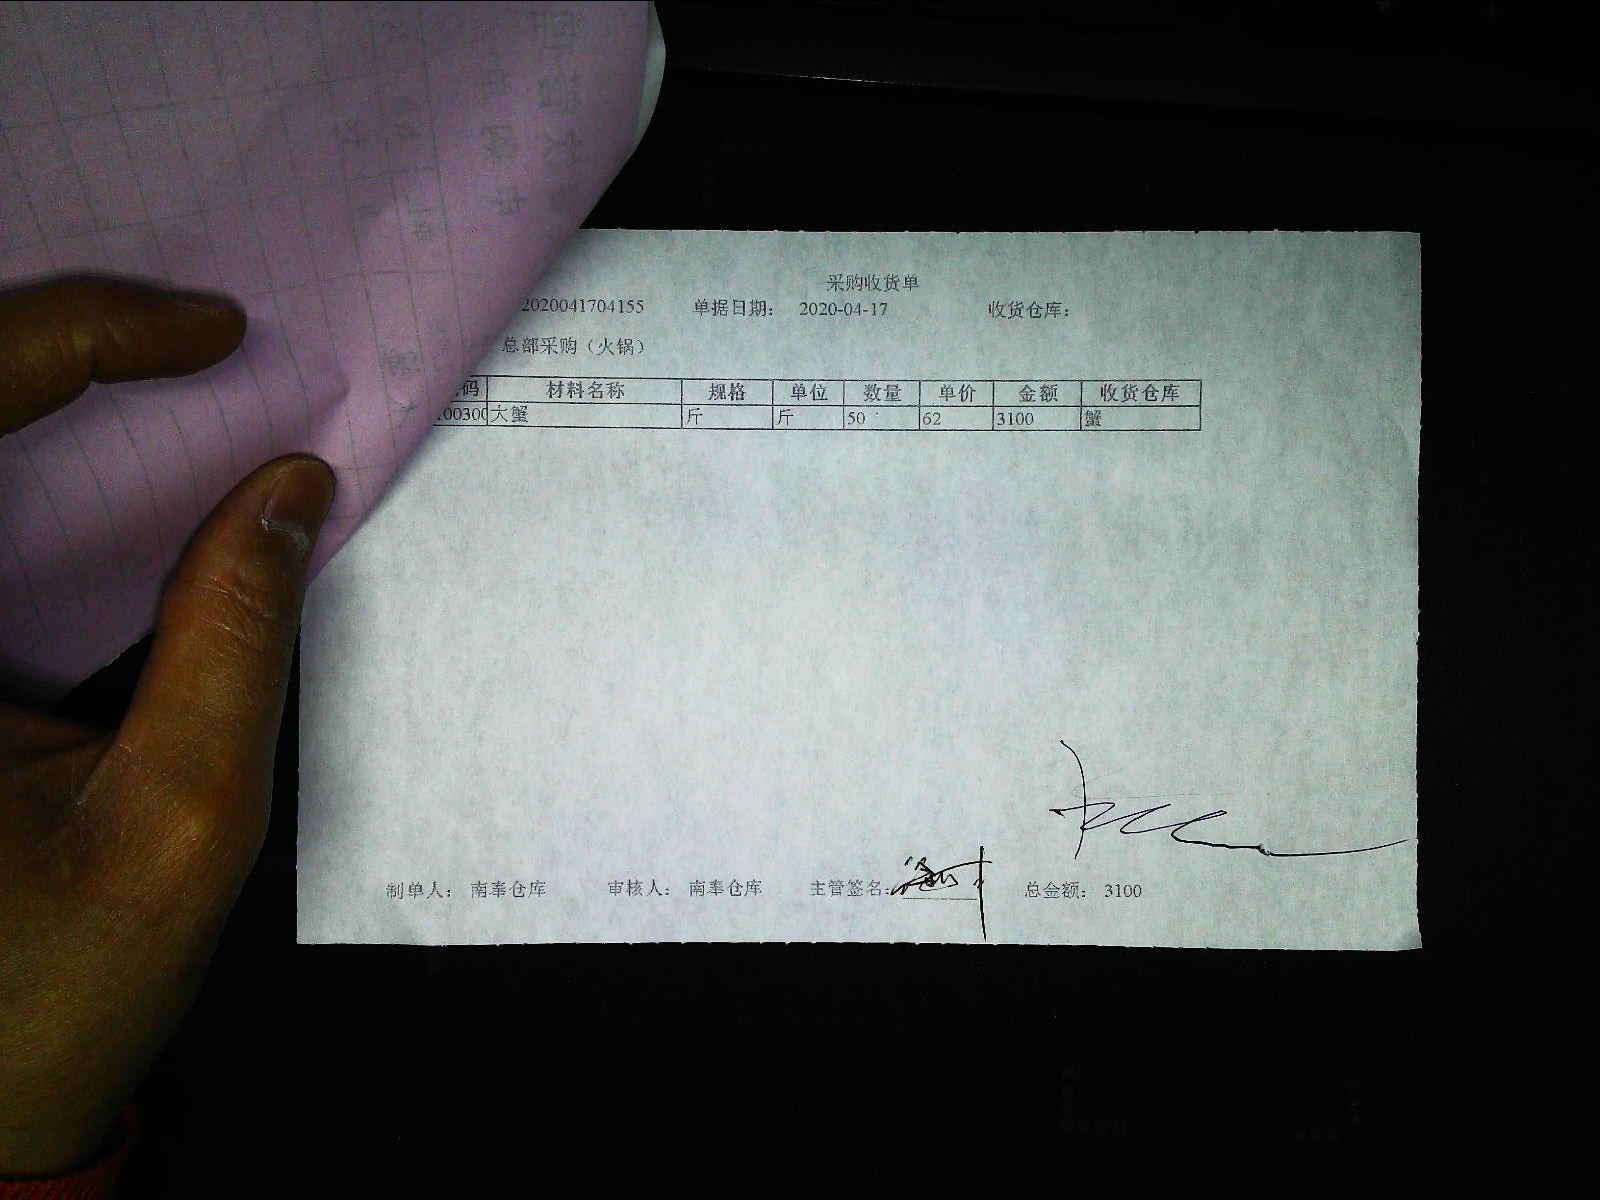 采购收货单
2020041704155 单据日期： 2020-04-17 收货仓库：
总部采购（火锅）
码 材料名称 规格 单位 数量 单价 金额 收货仓库
00300 大蟹 斤 斤 50 62 3100 蟹
制单人： 南奉仓库 审核人： 南奉仓库 主管签名： 总金额： 3100